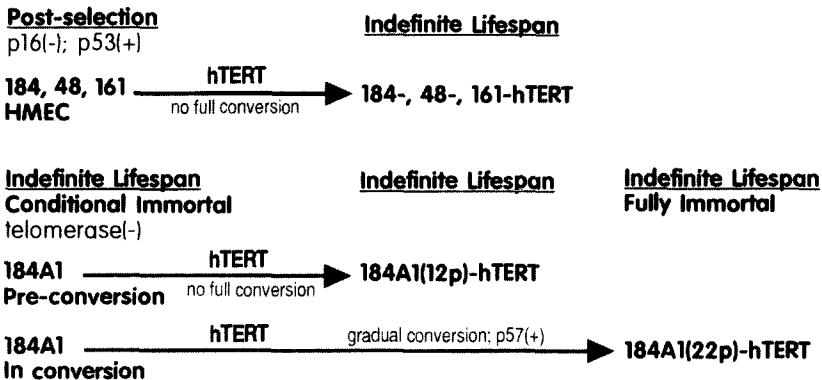 Post-selection
Indefinite Lifespan
p16(-); p53(+)
184, 48, 161
hTERT
184-, 48-, 161-hTERT
HMEC
no full conversion
Indefinite Lifespan
Indefinite Lifespan
Indefinite Lifespan
Conditional Immortal
Fully Immortal
telomerase(-)
184A1
hTERT
184A1(12p)-hTERT
Pre-conversion
no full conversion
184A1
hTERT
gradual conversion; p57(+)
184A1(22p)-hTERT
In conversion